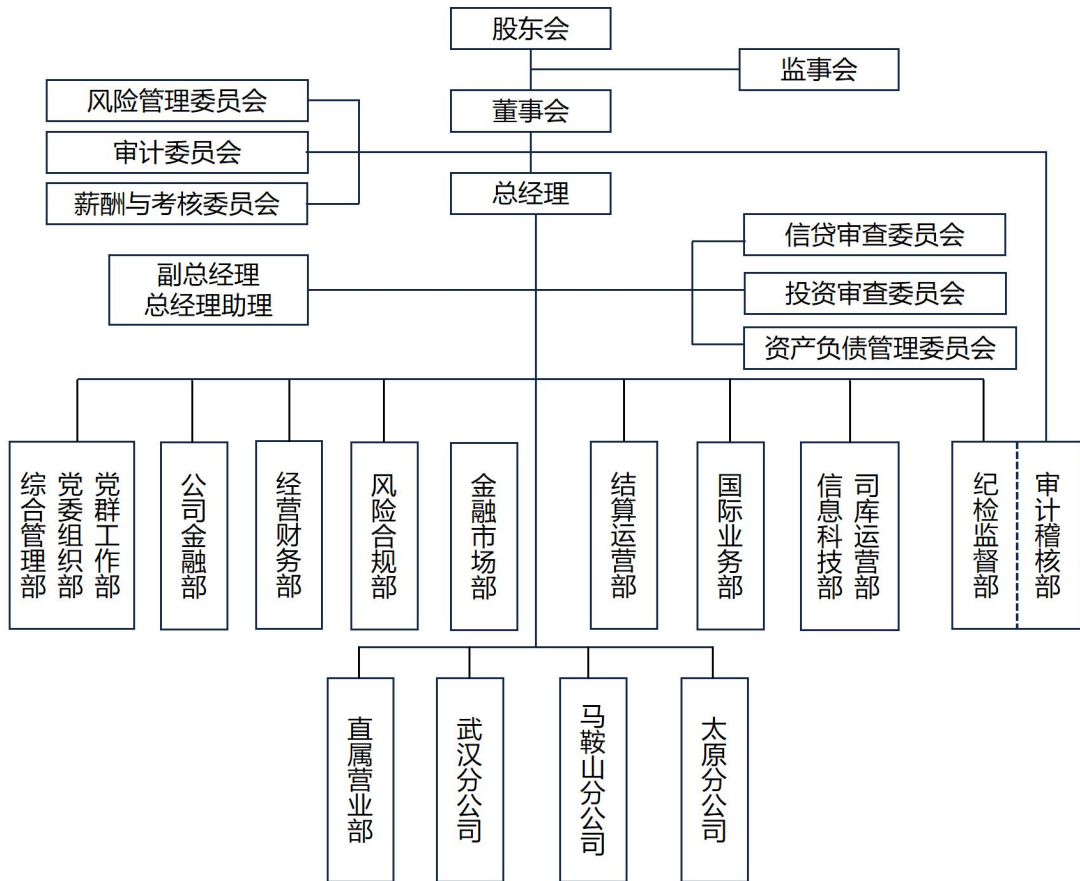 股东会
监事会
风险管理委员会
董事会
审计委员会
薪酬与考核委员会
总经理
信贷审查委员会
副总经理
总经理助理
投资审查委员会
资产负债管理委员会
综合管理部
党委组织部
党群工作部
公司金融部
经营财务部
风险合规部
金融市场部
结算运营部
国际业务部
信息科技部
司库运营部
纪检监督部
审计稽核部
直属营业部
武汉分公司
马鞍山分公司
太原分公司